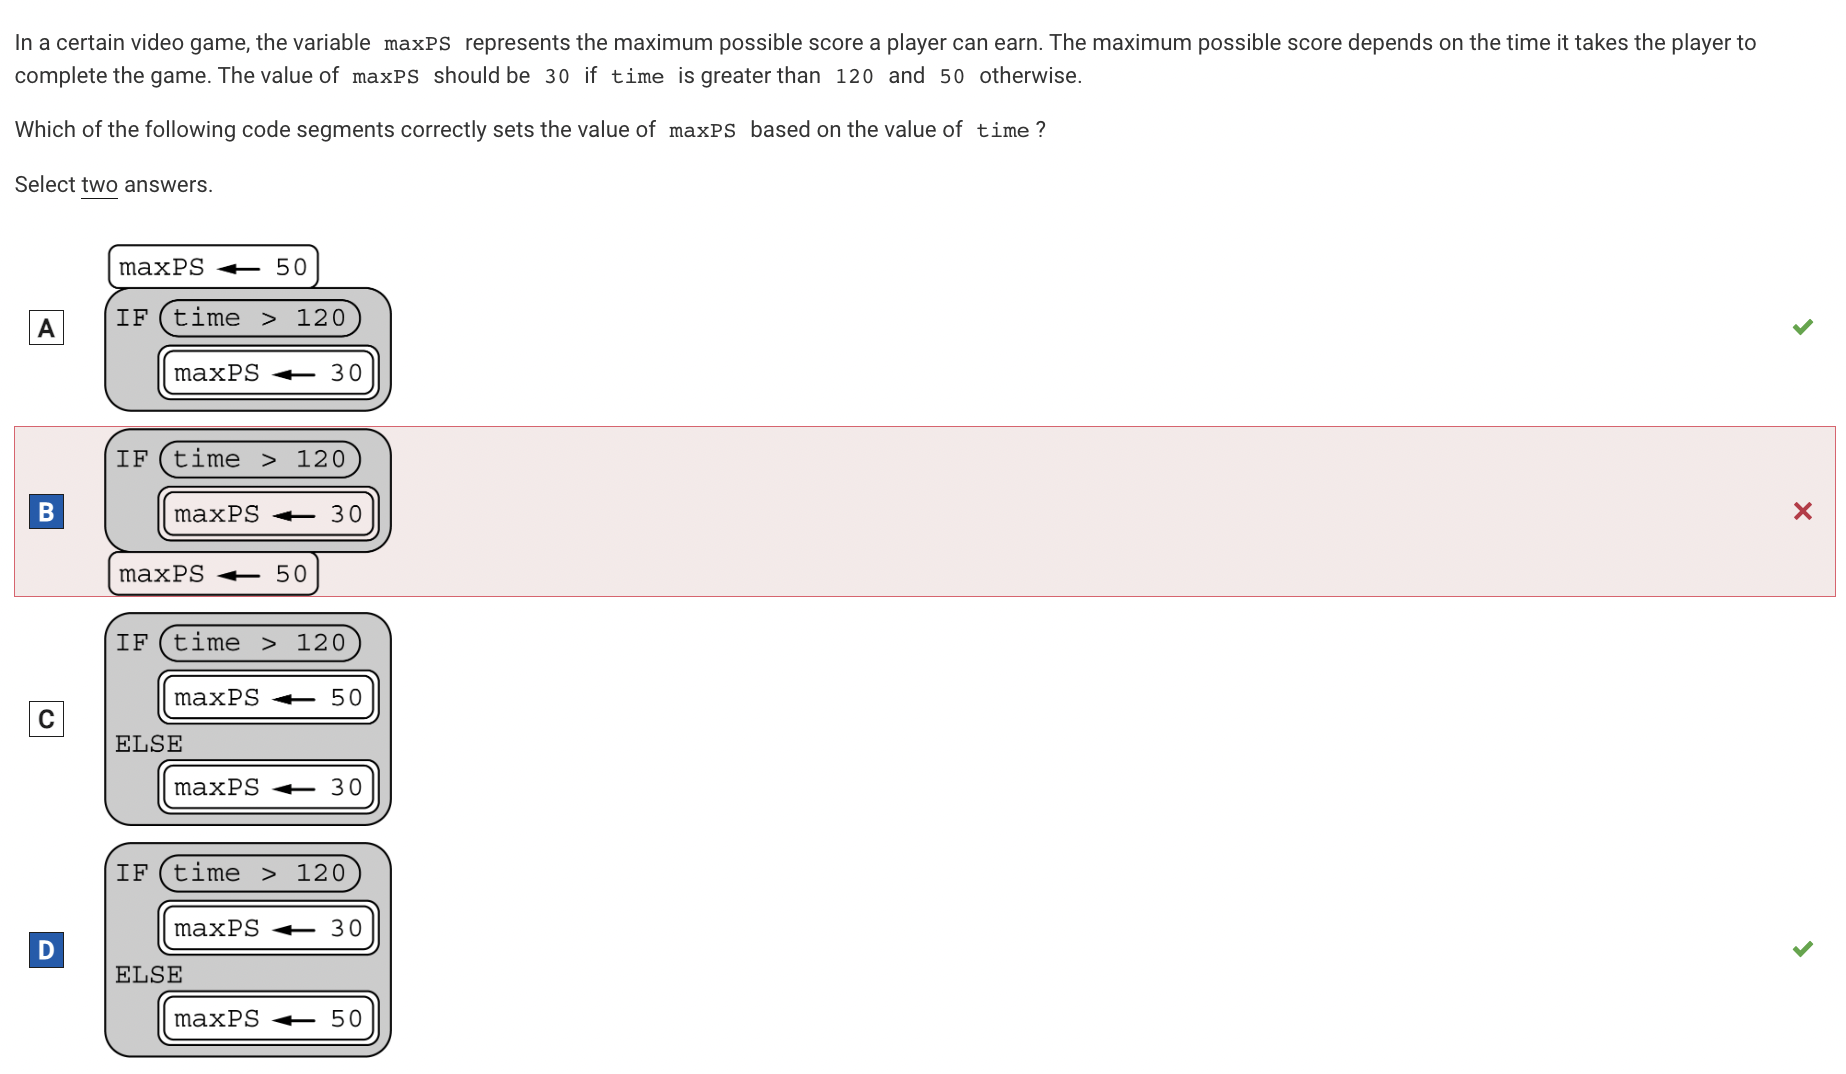 In a certain video game, the variable maxPS represents the maximum possible score a player can earn. The maximum possible score depends on the time it takes the player to
complete the game. The value of maxPS should be 30 if time is greater than 120 and 50 otherwise.
Which of the following code segments correctly sets the value of maxPS based on the value of time ?
Select two answers.
A
maxPS ← 50
IF time > 120
maxPS ← 30
B
IF time > 120
maxPS ← 30
maxPS ← 50
C
IF time > 120
maxPS ← 50
ELSE
maxPS ← 30
D
IF time > 120
maxPS ← 30
ELSE
maxPS ← 50